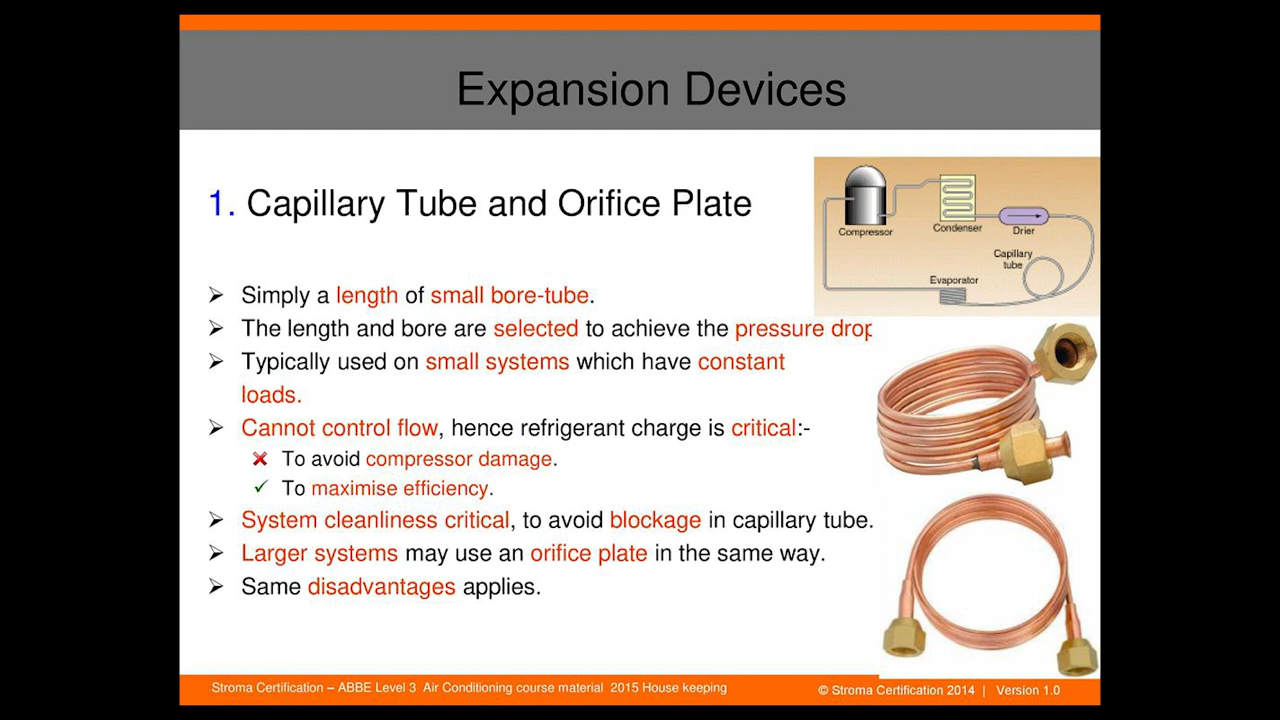 Expansion Devices
1. Capillary Tube and Orifice Plate
Compressor
Condenser
Drier
Capillary
tube
Evaporator
➢ Simply a length of small bore-tube.
➢ The length and bore are selected to achieve the pressure drop
➢ Typically used on small systems which have constant
loads.
➢ Cannot control flow, hence refrigerant charge is critical:-
✗ To avoid compressor damage.
✓ To maximise efficiency.
➢ System cleanliness critical, to avoid blockage in capillary tube.
➢ Larger systems may use an orifice plate in the same way.
➢ Same disadvantages applies.
Stroma Certification – ABBE Level 3 Air Conditioning course material 2015 House keeping
© Stroma Certification 2014 | Version 1.0